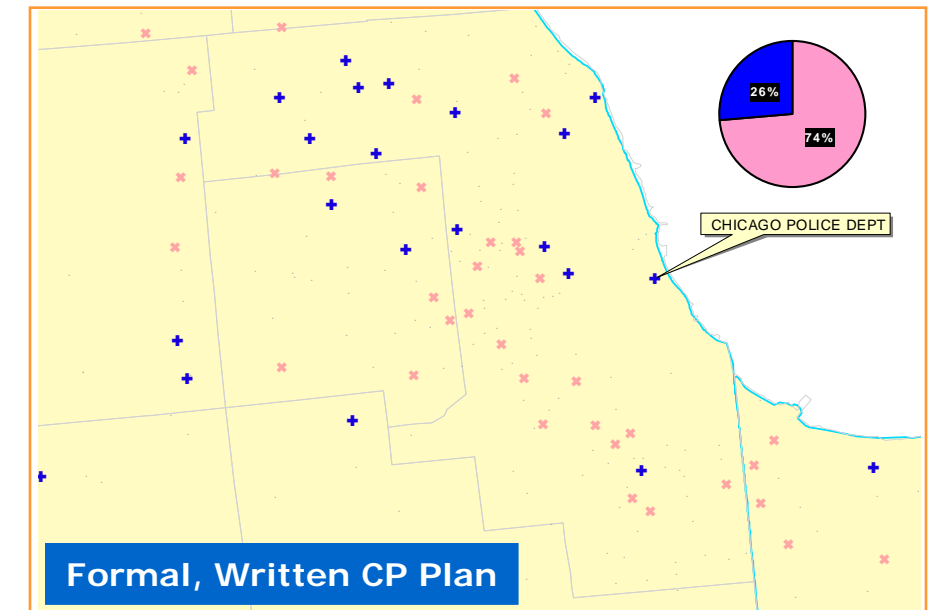 26%
74%
CHICAGO POLICE DEPT
Formal, Written CP Plan